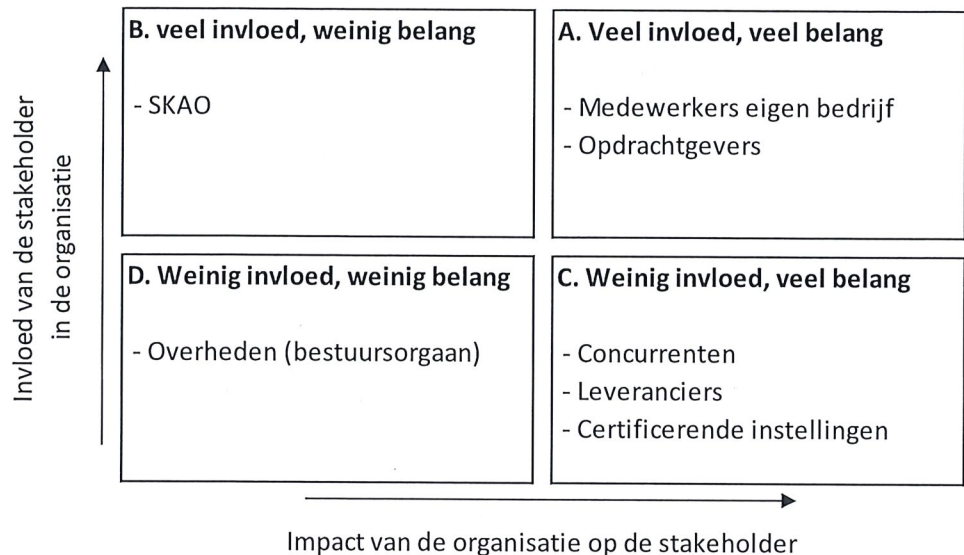 Invloed van de stakeholder
in de organisatie
B. veel invloed, weinig belang
- SKAO
A. Veel invloed, veel belang
- Medewerkers eigen bedrijf
- Opdrachtgevers
D. Weinig invloed, weinig belang
- Overheden (bestuursorgaan)
C. Weinig invloed, veel belang
- Concurrenten
- Leveranciers
- Certificerende instellingen
Impact van de organisatie op de stakeholder